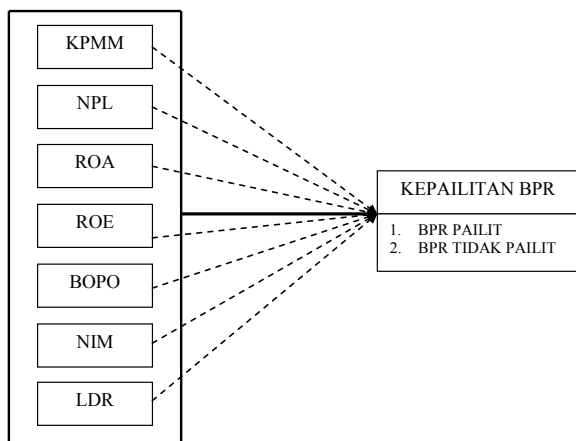 KPMM
NPL
ROA
ROE
BOPO
NIM
LDR
KEPAILITAN BPR
1. BPR PAILIT
2. BPR TIDAK PAILIT